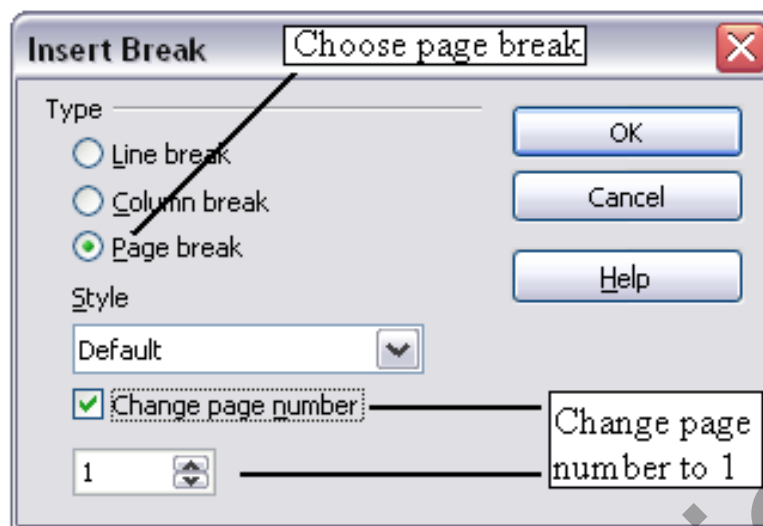 Insert Break
Choose page break
Type
Line break
Column break
Page break
Style
Default
Change page number
1
OK
Cancel
Help
Change page
number to 1